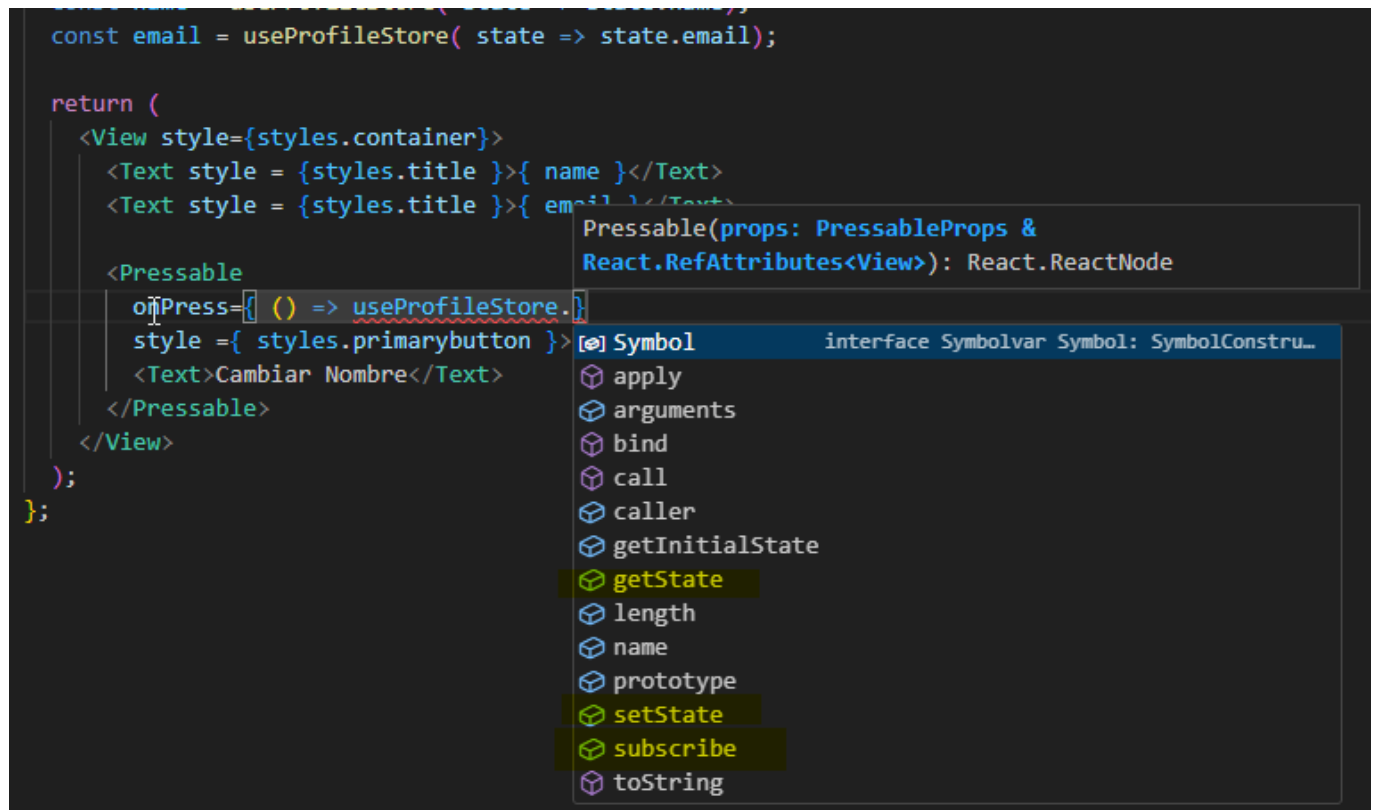 const email = useProfileStore( state => state.email);
return (
<View style={styles.container}>
<Text style = {styles.title }>{ name }</Text>
<Text style = {styles.title }>{ email }</Text>
Pressable(props: PressableProps &
React.RefAttributes<View>): React.ReactNode
<Pressable
onPress={ () => useProfileStore.}
style ={ styles.primarybutton }>
<Text>Cambiar Nombre</Text>
</Pressable>
</View>
);
};
Symbol interface Symbolvar Symbol: SymbolConstru…
apply
arguments
bind
call
caller
getInitialState
getState
length
name
prototype
setState
subscribe
toString